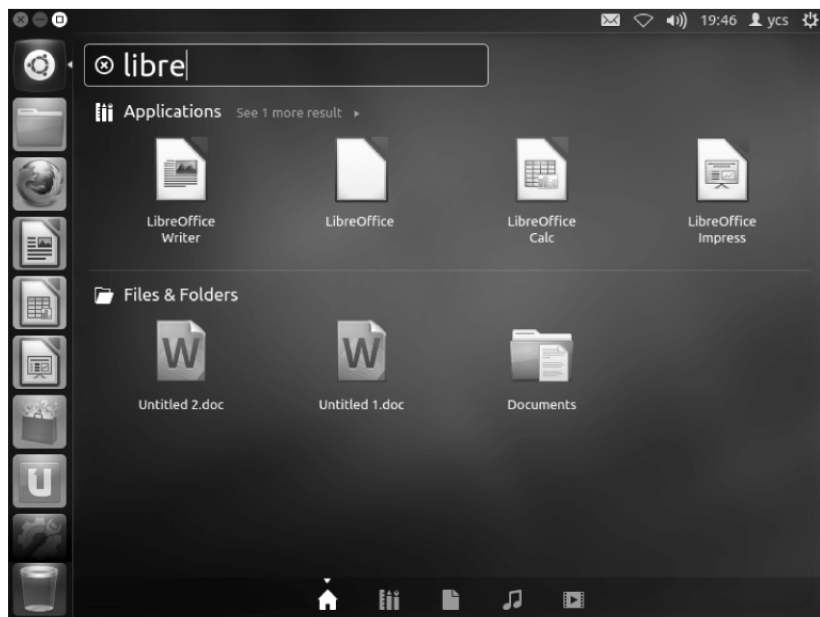 19:46 ycs
libre
Applications See 1 more result
LibreOffice
Writer
LibreOffice
LibreOffice
Calc
LibreOffice
Impress
Files & Folders
W
W
Untitled 2.doc
Untitled 1.doc
Documents
U